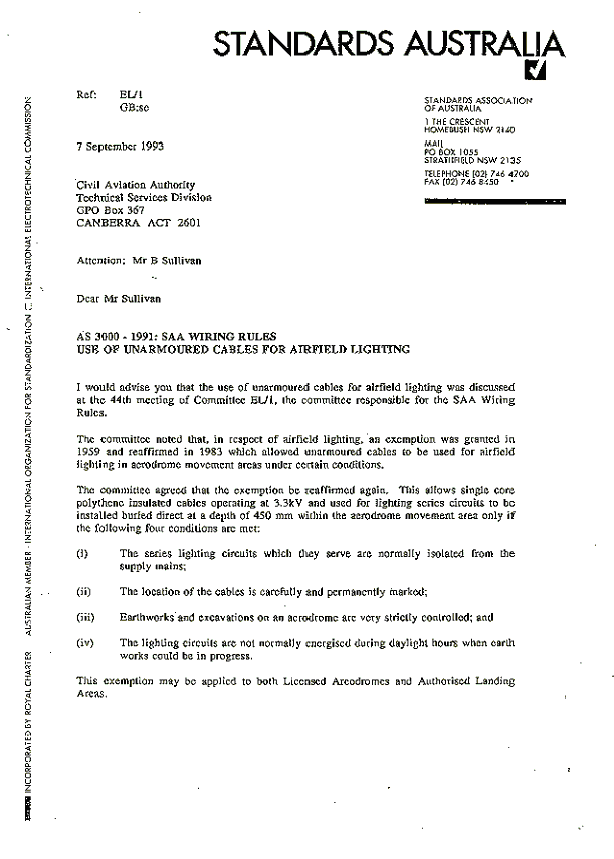 STANDARDS AUSTRALIA
Ref: EL/1
GB:sc
STANDARDS ASSOCIATION
OF AUSTRALIA
1 THE CRESCENT
HOMEBUSH NSW 2140
MAIL
PO BOX 1055
STRATHFIELD NSW 2135
TELEPHONE (02) 746 4700
FAX (02) 746 8450
7 September 1993
Civil Aviation Authority
Technical Services Division
GPO Box 367
CANBERRA ACT 2601
Attention: Mr B Sullivan
Dear Mr Sullivan
AS 3000 - 1991: SAA WIRING RULES
USE OF UNARMOURED CABLES FOR AIRFIELD LIGHTING
I would advise you that the use of unarmoured cables for airfield lighting was discussed
at the 44th meeting of Committee EL/1, the committee responsible for the SAA Wiring
Rules.
The committee noted that, in respect of airfield lighting, an exemption was granted in
1959 and reaffirmed in 1983 which allowed unarmoured cables to be used for airfield
lighting in aerodrome movement areas under certain conditions.
The committee agreed that the exemption be reaffirmed again. This allows single core
polythene insulated cables operating at 3.3kV and used for lighting series circuits to be
installed buried direct at a depth of 450 mm within the aerodrome movement area only if
the following four conditions are met:
(i) The series lighting circuits which they serve are normally isolated from the
supply mains;
(ii) The location of the cables is carefully and permanently marked;
(iii) Earthworks and excavations on an aerodrome are very strictly controlled; and
(iv) The lighting circuits are not normally energised during daylight hours when earth
works could be in progress.
This exemption may be applied to both Licensed Areodromes and Authorised Landing
Areas.
INCORPORATED BY ROYAL CHARTER AUSTRALIAN MEMBER - INTERNATIONAL ORGANIZATION FOR STANDARDIZATION INTERNATIONAL ELECTROTECHNICAL COMMISSION